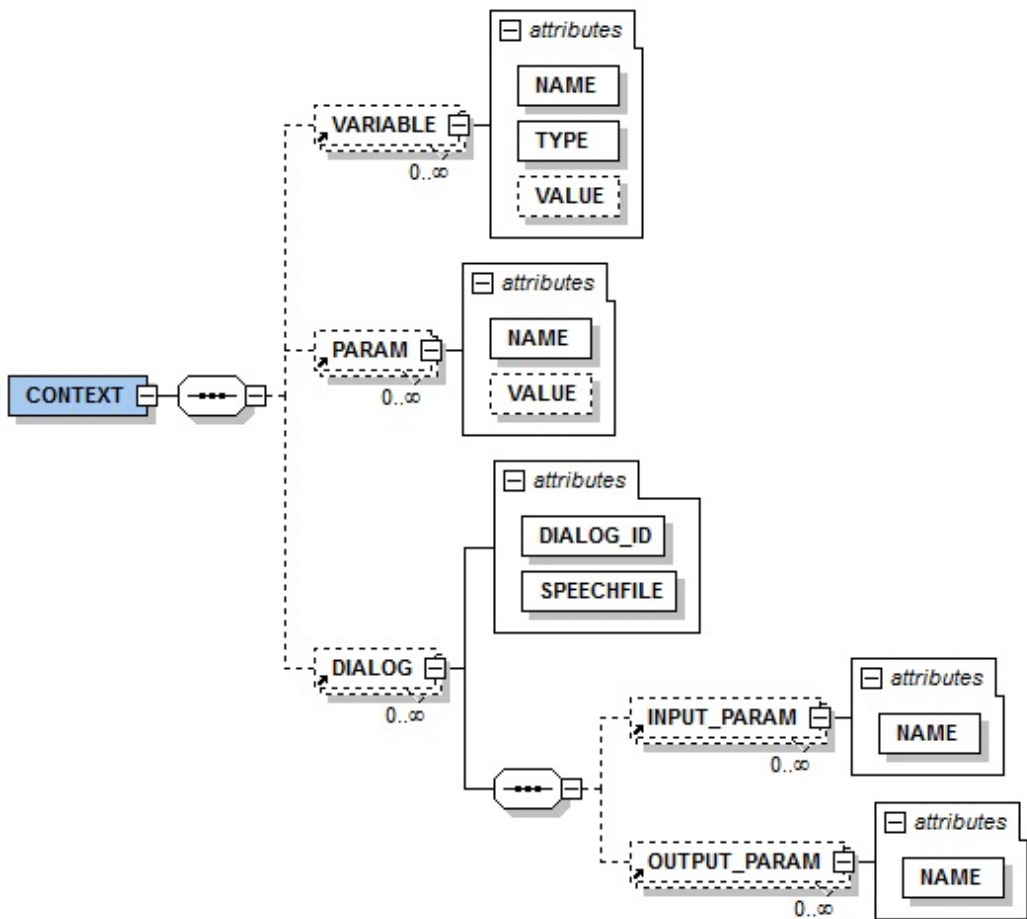 attributes
NAME
VARIABLE
TYPE
0..∞
VALUE
attributes
NAME
PARAM
0..∞
VALUE
CONTEXT
attributes
DIALOG_ID
SPEECHFILE
DIALOG
0..∞
attributes
INPUT_PARAM
NAME
0..∞
attributes
OUTPUT_PARAM
NAME
0..∞